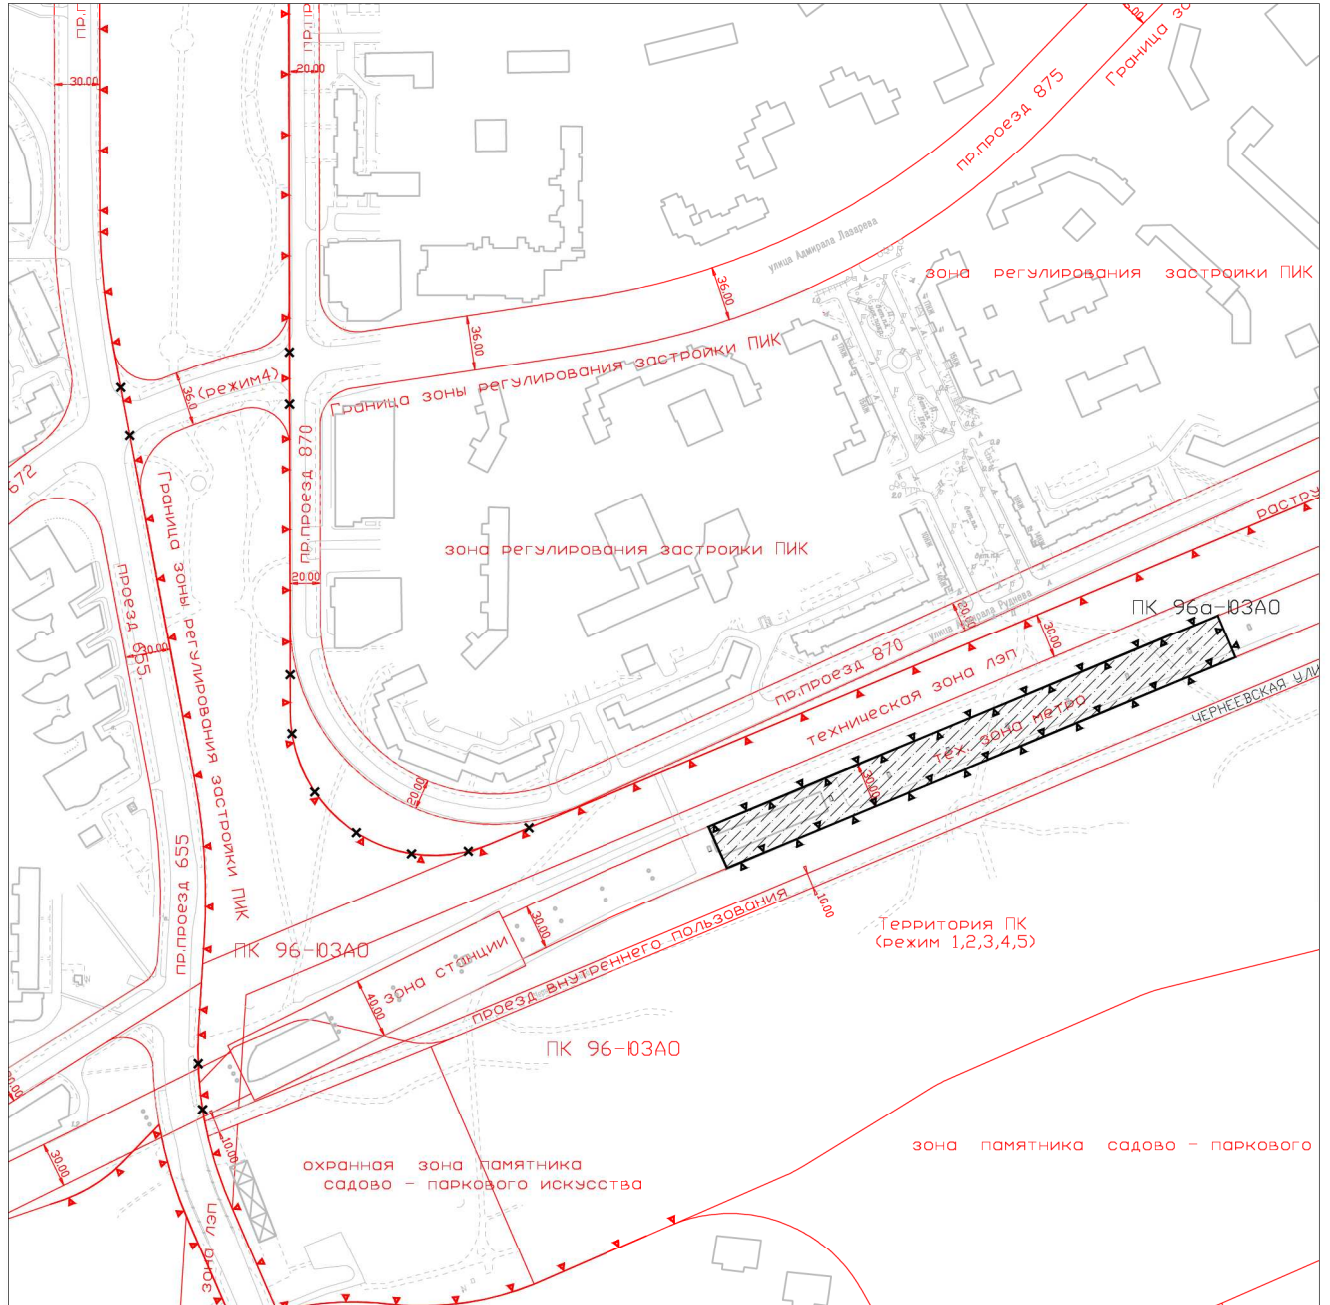 ПР.П
ПР.ПР
30.00
20.00
Граница зо
пр.проезд 875
улица Адмирала Лазарева
зона регулирования застройки ПИК
36.00
36.00
36.0
(режим4)
Граница зоны регулирования застройки ПИК
672
пр.проезд 870
Граница зоны регулирования застройки ПИК
зона регулирования застройки ПИК
растру
20.00
проезд 655
30.00
ПК 96а-ЮЗАО
20.00
улица Адмирала Руднева
30.00
пр.проезд 870
техническая зона ЛЭП
ЧЕРНЕЕВСКАЯ УЛИ
тех. зона метро
30.00
20.00
пр.проезд 655
16.00
ПК 96-ЮЗАО
30.00
Территория ПК
(режим 1,2,3,4,5)
зона станции
40.00
проезд внутреннего пользования
ПК 96-ЮЗАО
30.00
10.00
охранная зона памятника
садово - паркового искусства
зона памятника садово - паркового
зона ЛЭП